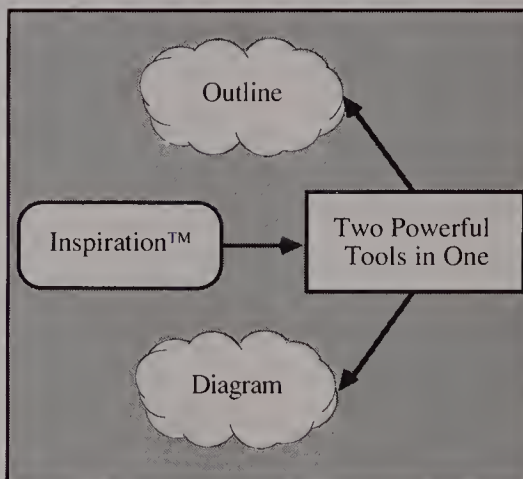 Outline
Inspiration™
Two Powerful
Tools in One
Diagram